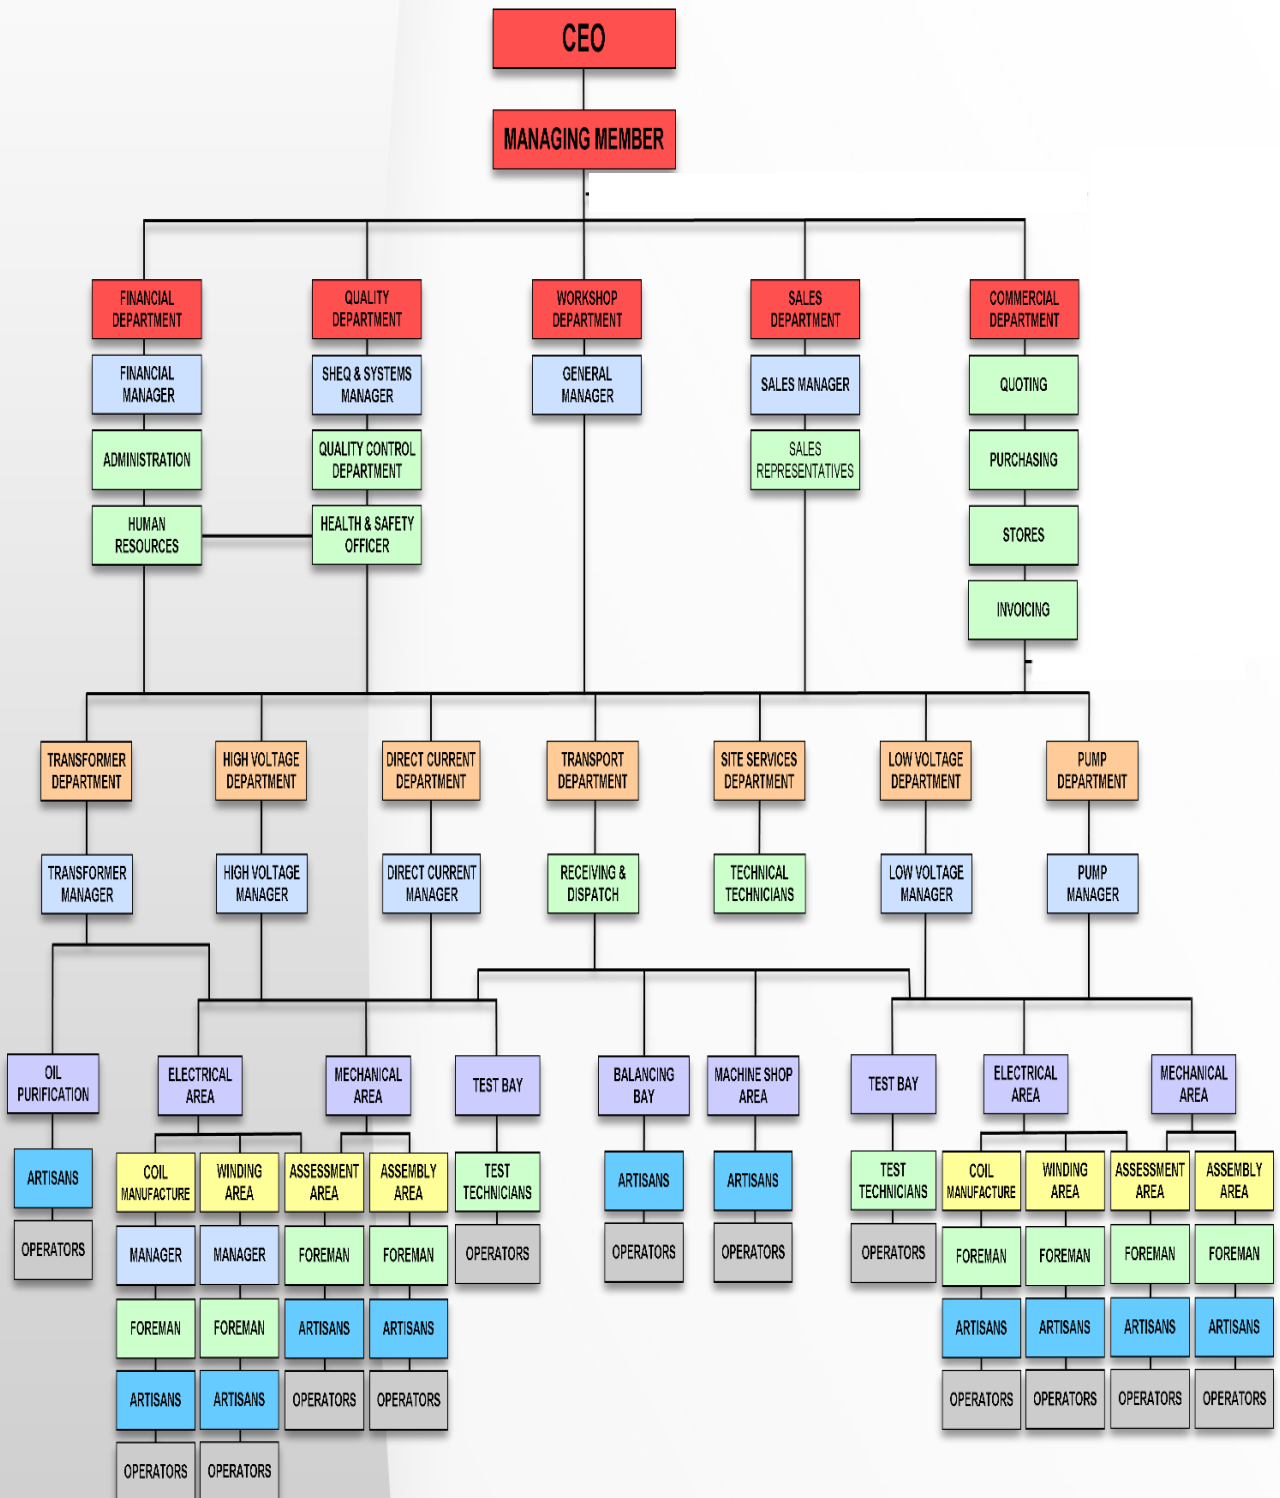 CEO
MANAGING MEMBER
FINANCIAL
DEPARTMENT
QUALITY
DEPARTMENT
WORKSHOP
DEPARTMENT
SALES
DEPARTMENT
COMMERCIAL
DEPARTMENT
FINANCIAL
MANAGER
SHEQ & SYSTEMS
MANAGER
GENERAL
MANAGER
SALES MANAGER
QUOTING
ADMINISTRATION
QUALITY CONTROL
DEPARTMENT
SALES
REPRESENTATIVES
PURCHASING
HUMAN
RESOURCES
HEALTH & SAFETY
OFFICER
STORES
INVOICING
TRANSFORMER
DEPARTMENT
HIGH VOLTAGE
DEPARTMENT
DIRECT CURRENT
DEPARTMENT
TRANSPORT
DEPARTMENT
SITE SERVICES
DEPARTMENT
LOW VOLTAGE
DEPARTMENT
PUMP
DEPARTMENT
TRANSFORMER
MANAGER
HIGH VOLTAGE
MANAGER
DIRECT CURRENT
MANAGER
RECEIVING &
DISPATCH
TECHNICAL
TECHNICIANS
LOW VOLTAGE
MANAGER
PUMP
MANAGER
OIL
PURIFICATION
ELECTRICAL
AREA
MECHANICAL
AREA
TEST BAY
BALANCING
BAY
MACHINE SHOP
AREA
TEST BAY
ELECTRICAL
AREA
MECHANICAL
AREA
ARTISANS
COIL
MANUFACTURE
WINDING
AREA
ASSESSMENT
AREA
ASSEMBLY
AREA
TEST
TECHNICIANS
ARTISANS
ARTISANS
TEST
TECHNICIANS
COIL
MANUFACTURE
WINDING
AREA
ASSESSMENT
AREA
ASSEMBLY
AREA
OPERATORS
MANAGER
MANAGER
FOREMAN
FOREMAN
OPERATORS
OPERATORS
OPERATORS
OPERATORS
FOREMAN
FOREMAN
FOREMAN
FOREMAN
FOREMAN
FOREMAN
ARTISANS
ARTISANS
ARTISANS
ARTISANS
ARTISANS
ARTISANS
ARTISANS
ARTISANS
OPERATORS
OPERATORS
OPERATORS
OPERATORS
OPERATORS
OPERATORS
OPERATORS
OPERATORS